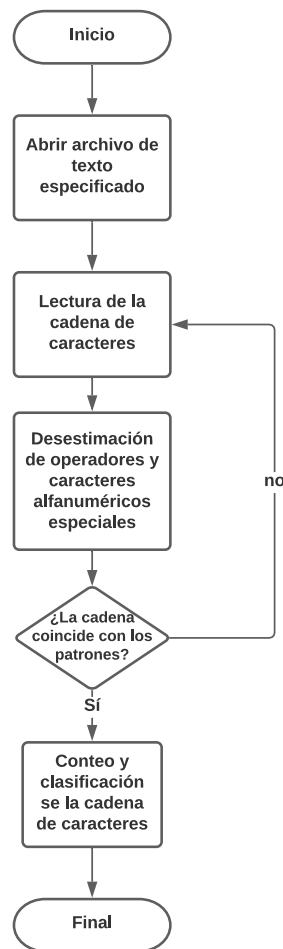 Inicio
Abrir archivo de
texto
especificado
Lectura de la
cadena de
caracteres
Desestimación
de operadores y
caracteres
alfanuméricos
especiales
no
¿La cadena
coincide con los
patrones?
Sí
Conteo y
clasificación
se la cadena
de caracteres
Final